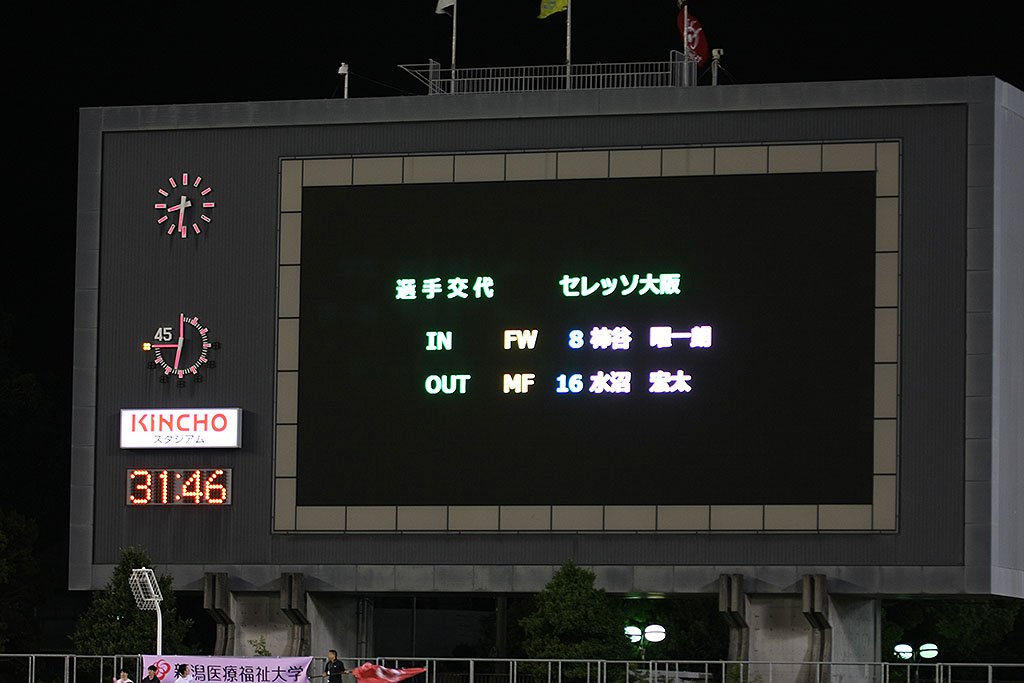 選手交代 セレッソ大阪
IN FW 8 柿谷 曜一朗
OUT MF 16 水沼 宏太
45
KINCHO
スタジアム
31:46
新潟医療福祉大学